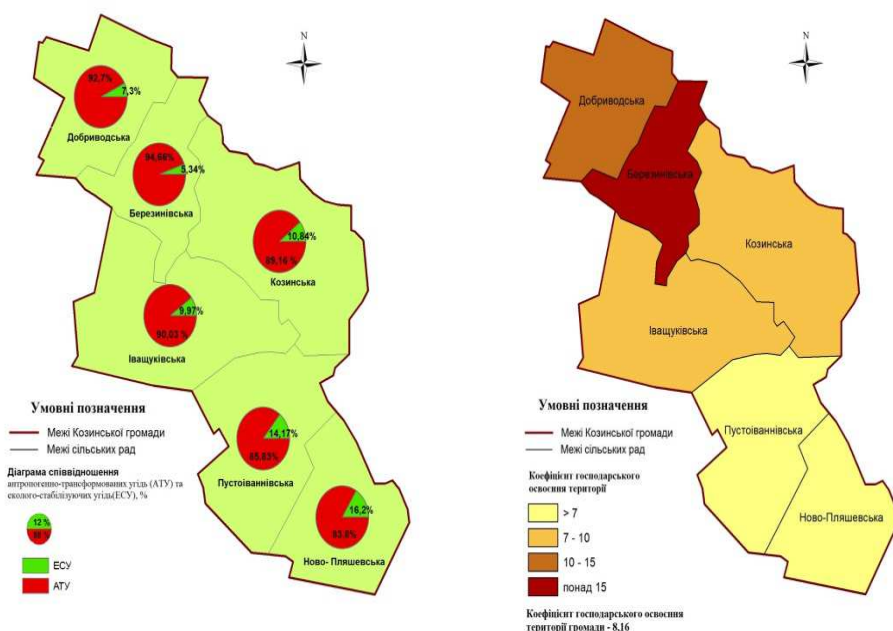 N
92,7%
7,3%
Добриводська
94,66%
5,34%
Березинівська
10,84%
89,16 %
Козинська
9,97%
90,03 %
Іващуківська
Умовні позначення
Межі Козинської громади
Межі сільських рад
Діаграма співвідношення
антропогенно-трансформованих угідь (АТУ) та
еколого-стабілізуючих угідь(ЕСУ), %
12 %
88 %
ЕСУ
АТУ
14,17%
85,83%
Пустоіваннівська
16,2%
83,8%
Ново- Пляшевська
N
Добриводська
Березинівська
Козинська
Іващуківська
Пустоіваннівська
Ново-Пляшевська
Умовні позначення
Межі Козинської громади
Межі сільських рад
Коефіцієнт господарського
освоєння території
> 7
7 - 10
10 - 15
понад 15
Коефіцієнт господарського освоєння
території громади - 8,16